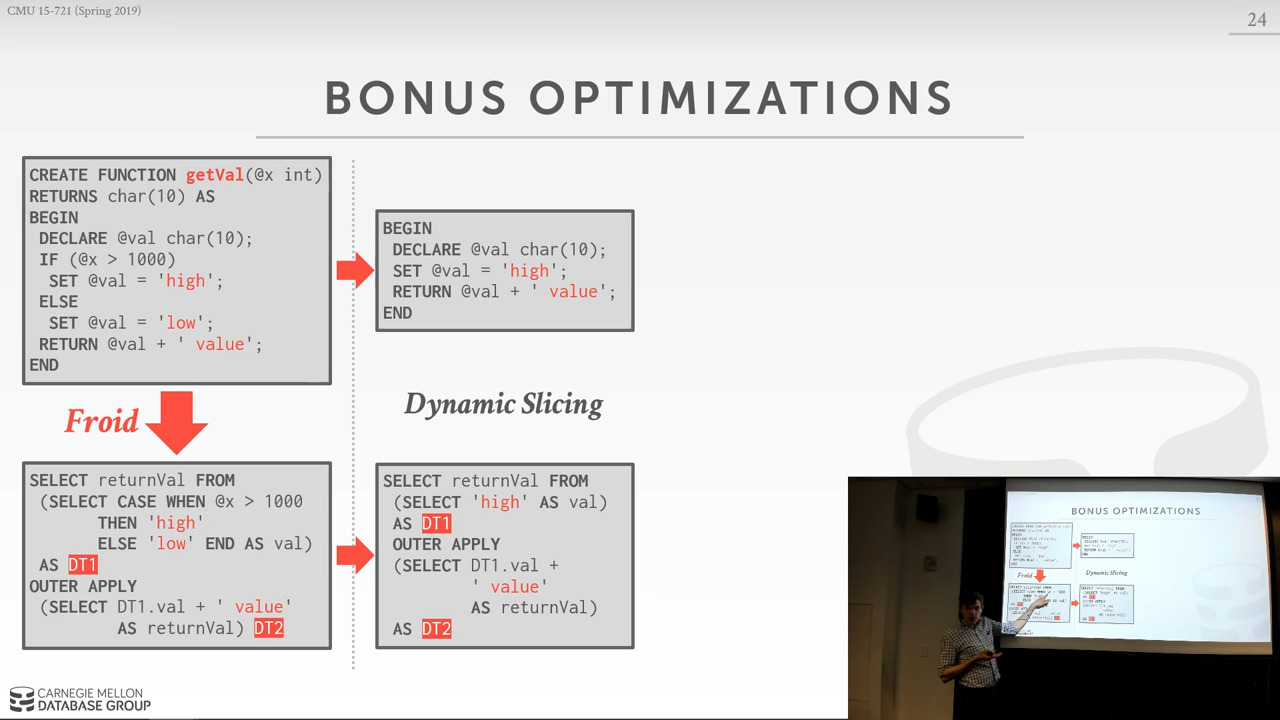 CMU 15-721 (Spring 2019)
24
BONUS OPTIMIZATIONS
CREATE FUNCTION getVal(@x int)
RETURNS char(10) AS
BEGIN
DECLARE @val char(10);
IF (@x > 1000)
SET @val = 'high';
ELSE
SET @val = 'low';
RETURN @val + ' value';
END
BEGIN
DECLARE @val char(10);
SET @val = 'high';
RETURN @val + ' value';
END
Froid
Dynamic Slicing
SELECT returnVal FROM
(SELECT CASE WHEN @x > 1000
THEN 'high'
ELSE 'low' END AS val)
AS DT1
OUTER APPLY
(SELECT DT1.val + ' value'
AS returnVal) DT2
SELECT returnVal FROM
(SELECT 'high' AS val)
AS DT1
OUTER APPLY
(SELECT DT1.val +
' value'
AS returnVal)
AS DT2
CARNEGIE MELLON
DATABASE GROUP
BONUS OPTIMIZATIONS
Froid
Dynamic Slicing